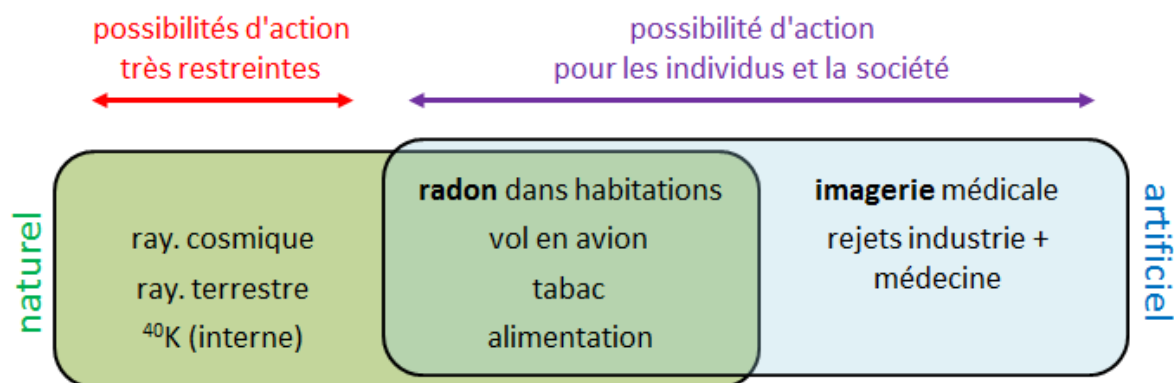 possibilités d'action
très restreintes
possibilité d'action
pour les individus et la société
naturel
ray. cosmique
ray. terrestre
⁴⁰K (interne)
radon dans habitations
vol en avion
tabac
alimentation
imagerie médicale
rejets industrie +
médecine
artificiel